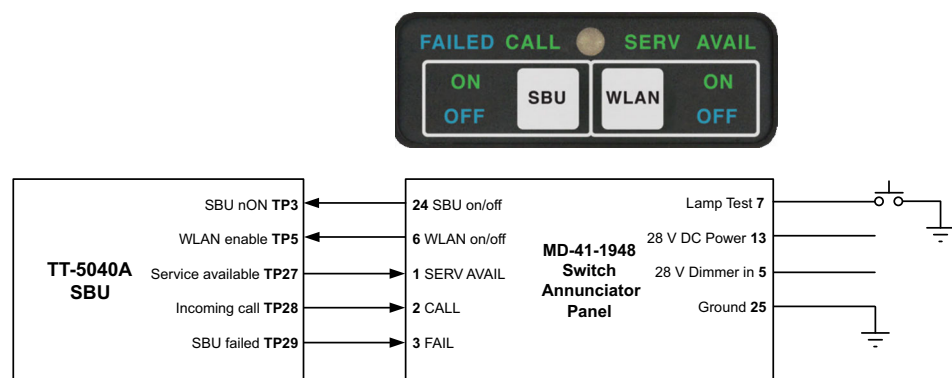 FAILED CALL SERV AVAIL
ON SBU WLAN ON
OFF OFF
TT-5040A
SBU
SBU nON TP3
WLAN enable TP5
Service available TP27
Incoming call TP28
SBU failed TP29
24 SBU on/off
6 WLAN on/off
1 SERV AVAIL
2 CALL
3 FAIL
MD-41-1948
Switch
Annunciator
Panel
Lamp Test 7
28 V DC Power 13
28 V Dimmer in 5
Ground 25